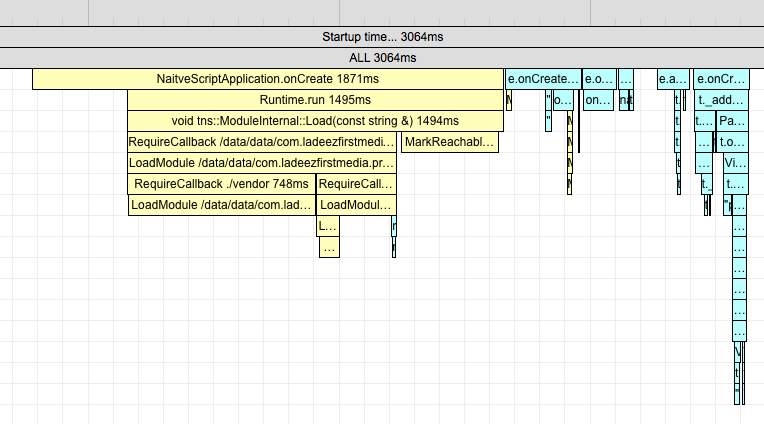 Startup time... 3064ms
ALL 3064ms
NaitveScriptApplication.onCreate 1871ms e.onCreate... e.o... ... e.a... e.onCr...
Runtime.run 1495ms " o... on... t. t._add...
void tns::ModuleInternal::Load(const string &) 1494ms " t.... Pa...
RequireCallback /data/data/com.ladeezfirstmedi... MarkReachabl... t. ... t.o...
LoadModule /data/data/com.ladeezfirstmedia.pr... ... Vi...
RequireCallback ./vendor 748ms RequireCall... t._ t....
LoadModule /data/data/com.lad... LoadModul... ...
L... ...
... ...
...
...
...
...
t
"